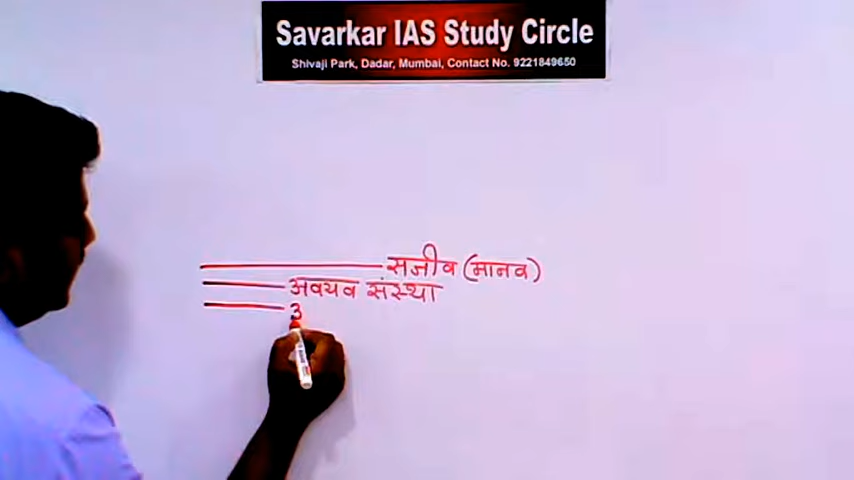 Savarkar IAS Study Circle
Shivaji Park, Dadar, Mumbai, Contact No. 9221849650
सजीव (मानव)
अवयव संस्था